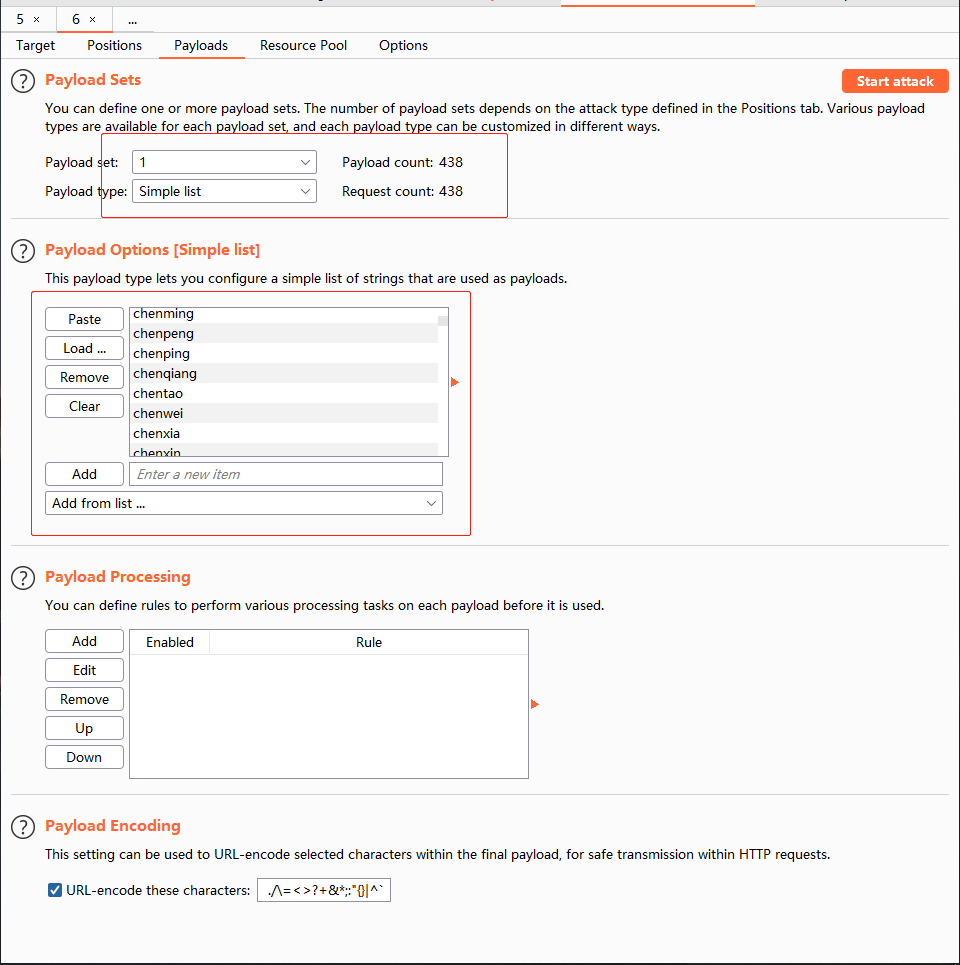 5 × 6 × ...
Target Positions Payloads Resource Pool Options
? Payload Sets Start attack
You can define one or more payload sets. The number of payload sets depends on the attack type defined in the Positions tab. Various payload
types are available for each payload set, and each payload type can be customized in different ways.
Payload set: 1 Payload count: 438
Payload type: Simple list Request count: 438
? Payload Options [Simple list]
This payload type lets you configure a simple list of strings that are used as payloads.
Paste
Load ...
Remove
Clear
chenming
chenpeng
chenping
chenqiang
chentao
chenwei
chenxia
chenxin
Add Enter a new item
Add from list ...
? Payload Processing
You can define rules to perform various processing tasks on each payload before it is used.
Add
Edit
Remove
Up
Down
Enabled Rule
? Payload Encoding
This setting can be used to URL-encode selected characters within the final payload, for safe transmission within HTTP requests.
URL-encode these characters: ./\=<>?+&*;:"{}|^`